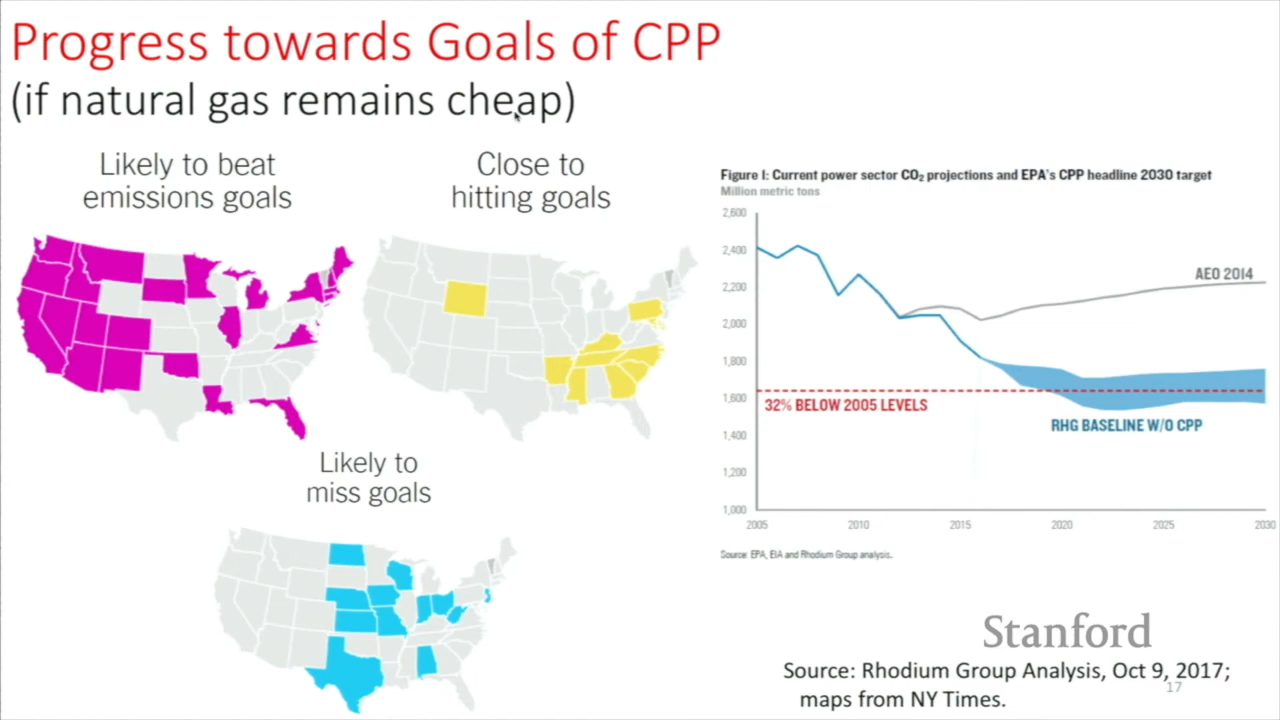 Progress towards Goals of CPP
(if natural gas remains cheap)
Likely to beat
emissions goals
Close to
hitting goals
Likely to
miss goals
Figure I: Current power sector CO₂ projections and EPA's CPP headline 2030 target
Million metric tons
2,600
2,400
2,200
2,000
1,800
1,600
1,400
1,200
1,000
AEO 2014
32% BELOW 2005 LEVELS
RHG BASELINE W/O CPP
2005
2010
2015
2020
2025
2030
Source: EPA, EIA and Rhodium Group analysis.
Stanford
Source: Rhodium Group Analysis, Oct 9, 2017;
maps from NY Times.
17